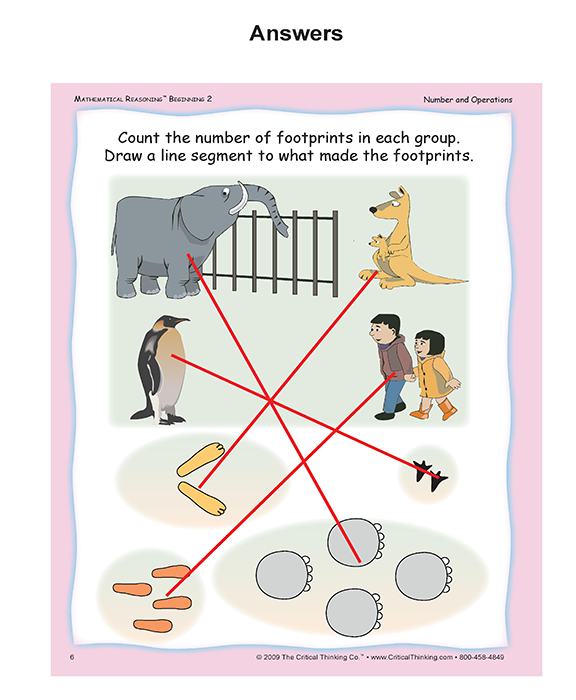 Answers
Mathematical Reasoning™ Beginning 2
Number and Operations
Count the number of footprints in each group.
Draw a line segment to what made the footprints.
6
© 2009 The Critical Thinking Co.™ • www.CriticalThinking.com • 800-458-4849